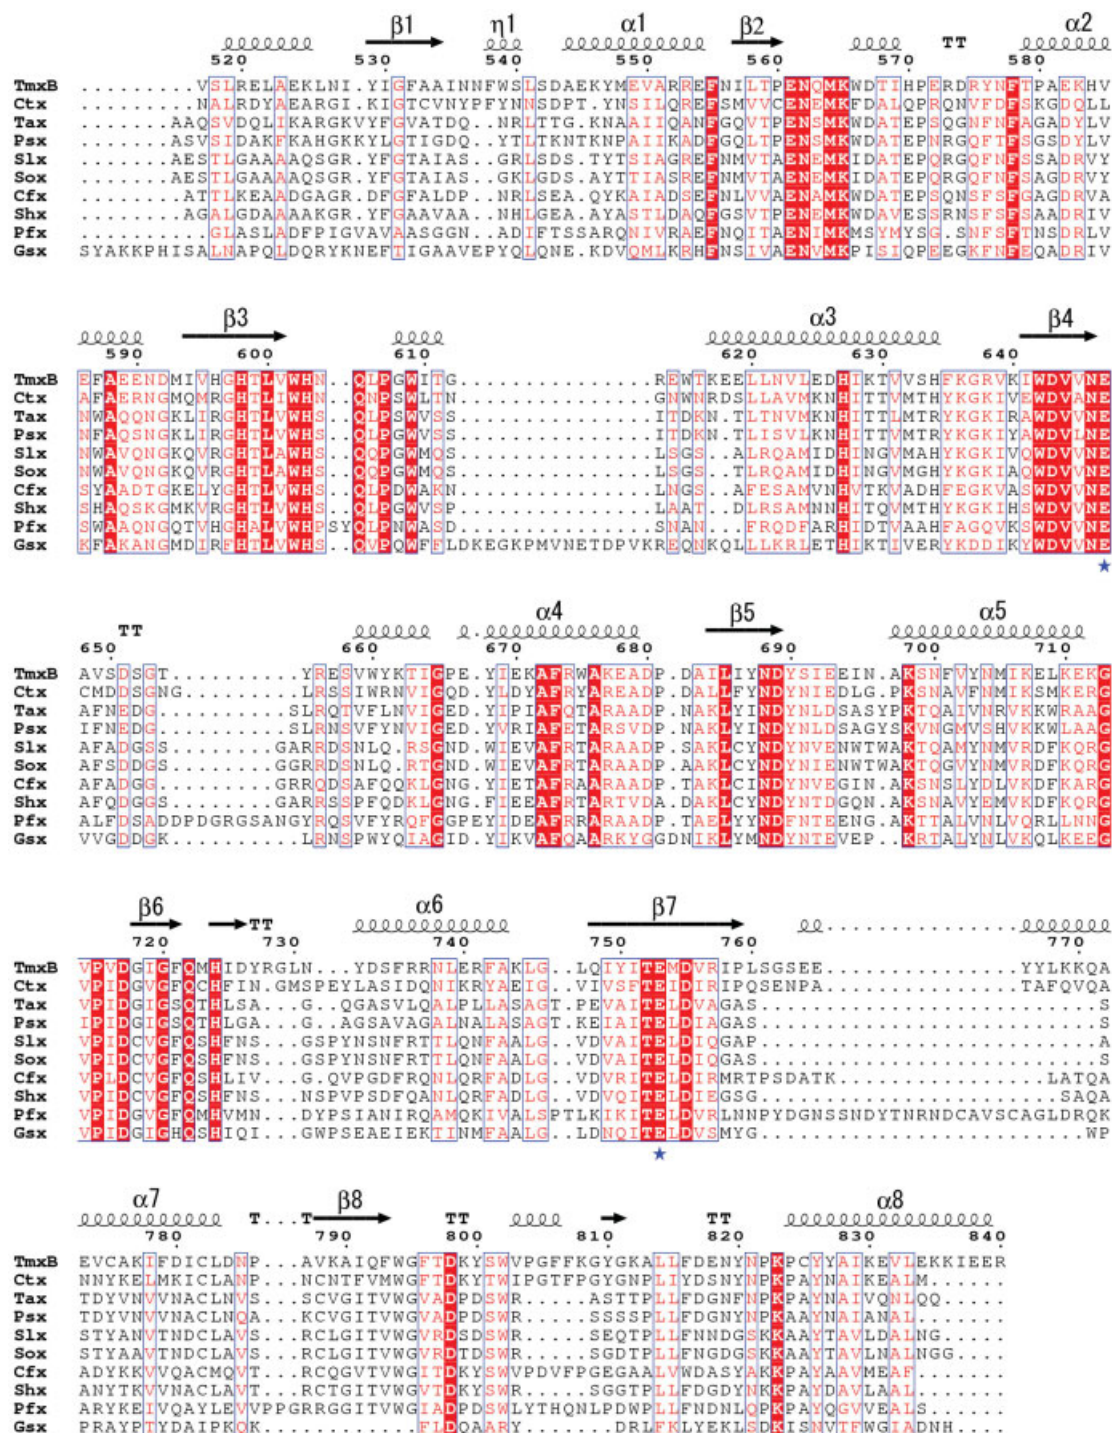 β1 η1 α1 β2 α2
TT
520 530 540 550 560 570 580
TmxB .........VSLRELAEKLNI.YIGFAAINNFWSLSDAEKYMEVARREFNILTPENQMKWDTIHPERDRYNFTPAEKHV
Ctx .........NALRDYAEARGI.KIGTCVNYPFYNNSDPT.YNSILQREFSMVVCENEMKFDALQPRQNVFDFSKGDQLL
Tax .......AAQSVDQLIKARGKVYFGVATDQ..NRLTTG.KNAAIIQANFGQVTPENSMKWDATEPSQGNFNFAGADYLV
Psx .......ASVSIDAKFKAHGKKYLGTIGDQ..YTLTKNTKNPAIIKADFGQLTPENSMKWDATEPNRGQFTFSGSDYLV
Slx .......AESTLGAAAAQSGR.YFGTAIAS..GRLSDS.TYTSIAGREFNMVTAENEMKIDATEPQRGQFNFSSADRVY
Sox .......AESTLGAAAAQSGR.YFGTAIAS..GKLGDS.AYTTIASREFNMVTAENEMKIDATEPQRGQFNFSAGDRVY
Cfx ........ATTLKEAADGAGR.DFGFALDP..NRLSEA.QYKAIADSEFNLVVAENAMKWDATEPSQNSFSFGAGDRVA
Shx ........AGALGDAAAAKGR.YFGAAVAA..NHLGEA.AYASTLDAQFGSVTPENEMKWDAVESSRNSFSFSAADRIV
Pfx .........GLASLADFPIGVAVAASGGN..ADIFTSSARQNIVRAEFNQITAENIMKMSYMYSG.SNFSFTNSDRLV
Gsx SYAKKPHISALNAPQLDQRYKNEFTIGAAVEPYQLQNE.KDVQMLKRHFNSIVAENVMKPISIQPEEGKFNFEQADRIV
β3 α3 β4
590 600 610 620 630 640
TmxB EFAEENDMIVHGHTLVWHN..QLPGWITG...............REWTKEELLNVLEDHIKTVVSHFKGRVKIWDVVNE
Ctx AFAERNGMQMRGHTLIWHN..QNPSWLTN...............GNWNRDSLLAVMKNHITTVMTHYKGKIVEWDVANE
Tax NWAQQNGKLIRGHTLVWHS..QLPSWVSS...............ITDKN.TLTNVMKNHITTLMTRYKGKIRAWDVVNE
Psx NFAQSNGKLIRGHTLVWHS..QLPGWVSS...............ITDKN.TLISVLKNHITTVMTRYKGKIYAWDVLNE
Slx NWAVQNGKQVRGHTLAWHS..QQPGWMQS...............LSGS..TLRQAMIDHINGVMAHYKGKIVQWDVVNE
Sox NWAVQNGKQVRGHTLAWHS..QQPGWMQS...............LSGS..ALRQAMIDHINGVMGHYKGKIAQWDVVNE
Cfx SYAADTGKELYGHTLVWHS..QLPDWAKN...............LNGS..AFESAMVNHVTKVADHFEGKVASWDVVNE
Shx SHAQSKGMKVRGHTLVWHS..QLPGWVSP...............LAAT..DLRSAMNNHITQVMTHYKGKIHSWDVVNE
Pfx SWAAQNGQTVHGHALVWHPSYQLPNWASD...............SNAN..FRQDFARHIDTVAAHFAGQVKSWDVVNE
Gsx KFAKANGMDIRFHTLVWHS..QVPQWFFLDKEGKPMVNETDPVKREQNKQLLLKRLETHIKTIVERYKDDIKYWDVVNE
★
α4 β5 α5
TT
650 660 670 680 690 700 710
TmxB AVSDSGT.........YRESVWYKTIGPE.YIEKAFRWAKEADP.DAILIYNDYSIEEIN.AKSNFVYNMIKELKEKG
Ctx CMDDSGNG........LRSSIWRNVIGQD.YLDYAFRYAREADP.DALLFYNDYNIEDLG.PKSNAVFNMIKSMKERG
Tax AFNEDG..........SLRQTVFLNVIGED.YIPIAFQTARAADP.NAKLYINDYNLDSASYPKTQAIVNRVKKWRAAG
Psx IFNEDG..........SLRNSVFYNVIGED.YVRIAFETARSVDP.NAKLYINDYNLDSAGYSKVNGMVSHVKKWLAAG
Slx AFADGSS.........GARRDSNLQ.RSGND.WIEVAFRTARAADP.AAKLCYNDYNVENWTWAKTQAMYNMVRDFKQRG
Sox AFSDDGS.........GGRRDSNLQ.RTGND.WIEVAFRTARAADP.AAKLCYNDYNIENWTWAKTQGVYNMVRDFKQRG
Cfx AFADGDG.........GRRQDSAFQQKLGNG.YIETAFRAARAADP.TAKLCINDYNVEGIN.AKSNSLYDLVKDFKARG
Shx AFQDGGS.........GARRSSPFQDKLGNG.FIEEAFRTARTVDA.DAKLCYNDYNTDGQN.AKSNAVYEMVKDFKQRG
Pfx ALFDSADDPDGRGSANGYRQSVFYRQFGGPEYIDEAFRRARAADP.TAELYYNDFNTEENG.AKTTALVNLVQRLLNNG
Gsx VVGDDGK.........LRNSPWYQIAGID.YIKVAFQAARKYGGDNIKLYMNDYNTEVEP..KRTALYNLVKQLKEEG
β6 α6 β7
TT
720 730 740 750 760 770
TmxB VPVDGIGFQMHIDYRGLN...YDSFRRNLERFAKLG..LQIYITEMDVRIPLSGSEE............YYLKKQA
Ctx VPIDGVGFQCHFIN.GMSPEYLASIDQNIKRYAEIG..VIVSFTEIDIRIPQSENPA............TAFQVQA
Tax VPIDGIGSQTHLSA...G..QGASVLQALPLLASAGT.PEVAITELDVAGAS.....................S
Psx IPIDGIGSQTHLGA...G..AGSAVAGALNALASAGT.KEIAITELDIAGAS.....................S
Slx VPIDCVGFQSHFNS...GSPYNSNFRTTLQNFAALG..VDVAITELDIQGAP.....................A
Sox VPIDCVGFQSHFNS...GSPYNSNFRTTLQNFAALG..VDVAITELDIQGAS.....................S
Cfx VPLDCVGFQSHLIV...G.QVPGDFRQNLQRFADLG..VDVRITELDIRMRTPSDATK............LATQA
Shx VPIDCVGFQSHFNS...NSPVPSDFQANLQRFADLG..VDVQITELDIEGSG...................SAQA
Pfx VPIDGVGFQMHVMN...DYPSIANIRQAMQKIVALSPTLKIKITELDVRLNNPYDGNSSNDYTNRNDCAVSCAGLDRQK
Gsx VPIDGIGHQSHIQI...GWPSEAEIEKTINMFAALG..LDNQITELDVSMYG....................WP
★
α7 β8 α8
T....T TT TT
780 790 800 810 820 830 840
TmxB EVCAKIFDICLDNP...AVKAIQFWGFTDKYSWVPGFFKGYGKALLFDENYNPKPCYYAIKEVLEKKIEER
Ctx NNYKELMKICLANP...NCNTFVMWGFTDKYTWIPGTFPGYGNPLIYDSNYNPKPAYNAIKEALM......
Tax TDYVNVVNACLNVS...SCVGITVWGVADPDSWR.....ASTTPLLFDGNFNPKPAYNAIVQNLQQ.....
Psx TDYVNVVNACLNQA...KCVGITVWGVADPDSWR.....SSSSPLLFDGNYNPKAAYNAIANAL.......
Slx STYANVTNDCLAVS...RCLGITVWGVRDSDSWR.....SEQTPLLFNNDGSKKAAYTAVLDALNG.....
Sox STYAAVTNDCLAVS...RCLGITVWGVRDTDSWR.....SGDTPLLFNGDGSKKAAYTAVLNALNGG....
Cfx ADYKKVVQACMQVT...RCQGVTVWGITDKYSWVPDVFPGEGAALVWDASYAKKPAYAAVMEAF.......
Shx ANYTKVVNACLAVT...RCTGITVWGVTDKYSWR.....SGGTPLLFDGDYNKKPAYDAVLAAL.......
Pfx ARYKEIVQAYLEVVPPGRRGGITVWGIADPDSWLYTHQNLPDWPLLFNDNLQPKPAYQGVVEALS......
Gsx PRAYPTYDAIPKQK.........FLDQAARY.....DRLFKLYEKLSDKISNVTFWGIADNH....